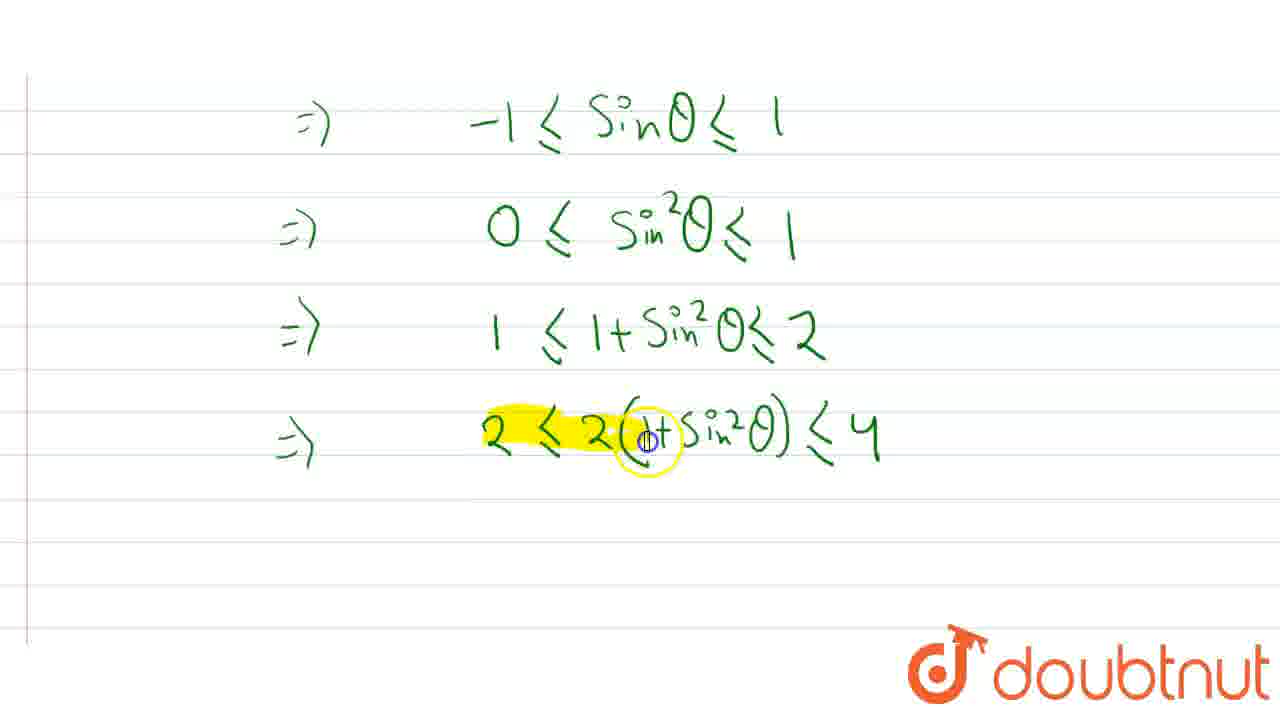 ⇒ -1 ≤ Sinθ ≤ 1
⇒ 0 ≤ Sin²θ ≤ 1
⇒ 1 ≤ 1+Sin²θ ≤ 2
⇒ 2 ≤ 2(1+Sin²θ) ≤ 4
doubtnut